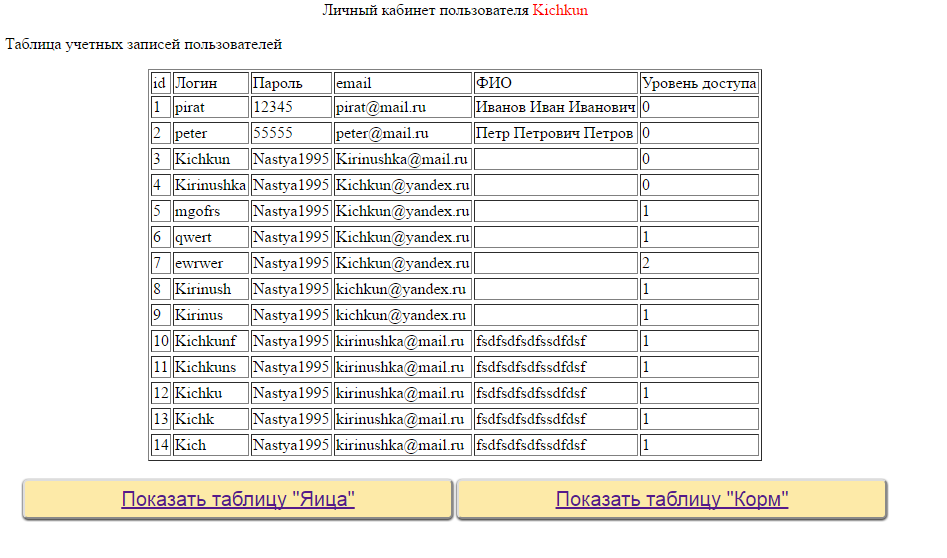 Личный кабинет пользователя Kichkun
Таблица учетных записей пользователей
id Логин Пароль email ФИО Уровень доступа
1 pirat 12345 pirat@mail.ru Иванов Иван Иванович 0
2 peter 55555 peter@mail.ru Петр Петрович Петров 0
3 Kichkun Nastya1995 Kirinushka@mail.ru 0
4 Kirinushka Nastya1995 Kichkun@yandex.ru 0
5 mgofrs Nastya1995 Kichkun@yandex.ru 1
6 qwert Nastya1995 Kichkun@yandex.ru 1
7 ewrwer Nastya1995 Kichkun@yandex.ru 2
8 Kirinush Nastya1995 kichkun@yandex.ru 1
9 Kirinus Nastya1995 kichkun@yandex.ru 1
10 Kichkunf Nastya1995 kirinushka@mail.ru fsdfsdfsdfssdfdsf 1
11 Kichkuns Nastya1995 kirinushka@mail.ru fsdfsdfsdfssdfdsf 1
12 Kichku Nastya1995 kirinushka@mail.ru fsdfsdfsdfssdfdsf 1
13 Kichk Nastya1995 kirinushka@mail.ru fsdfsdfsdfssdfdsf 1
14 Kich Nastya1995 kirinushka@mail.ru fsdfsdfsdfssdfdsf 1
Показать таблицу "Яица" Показать таблицу "Корм"